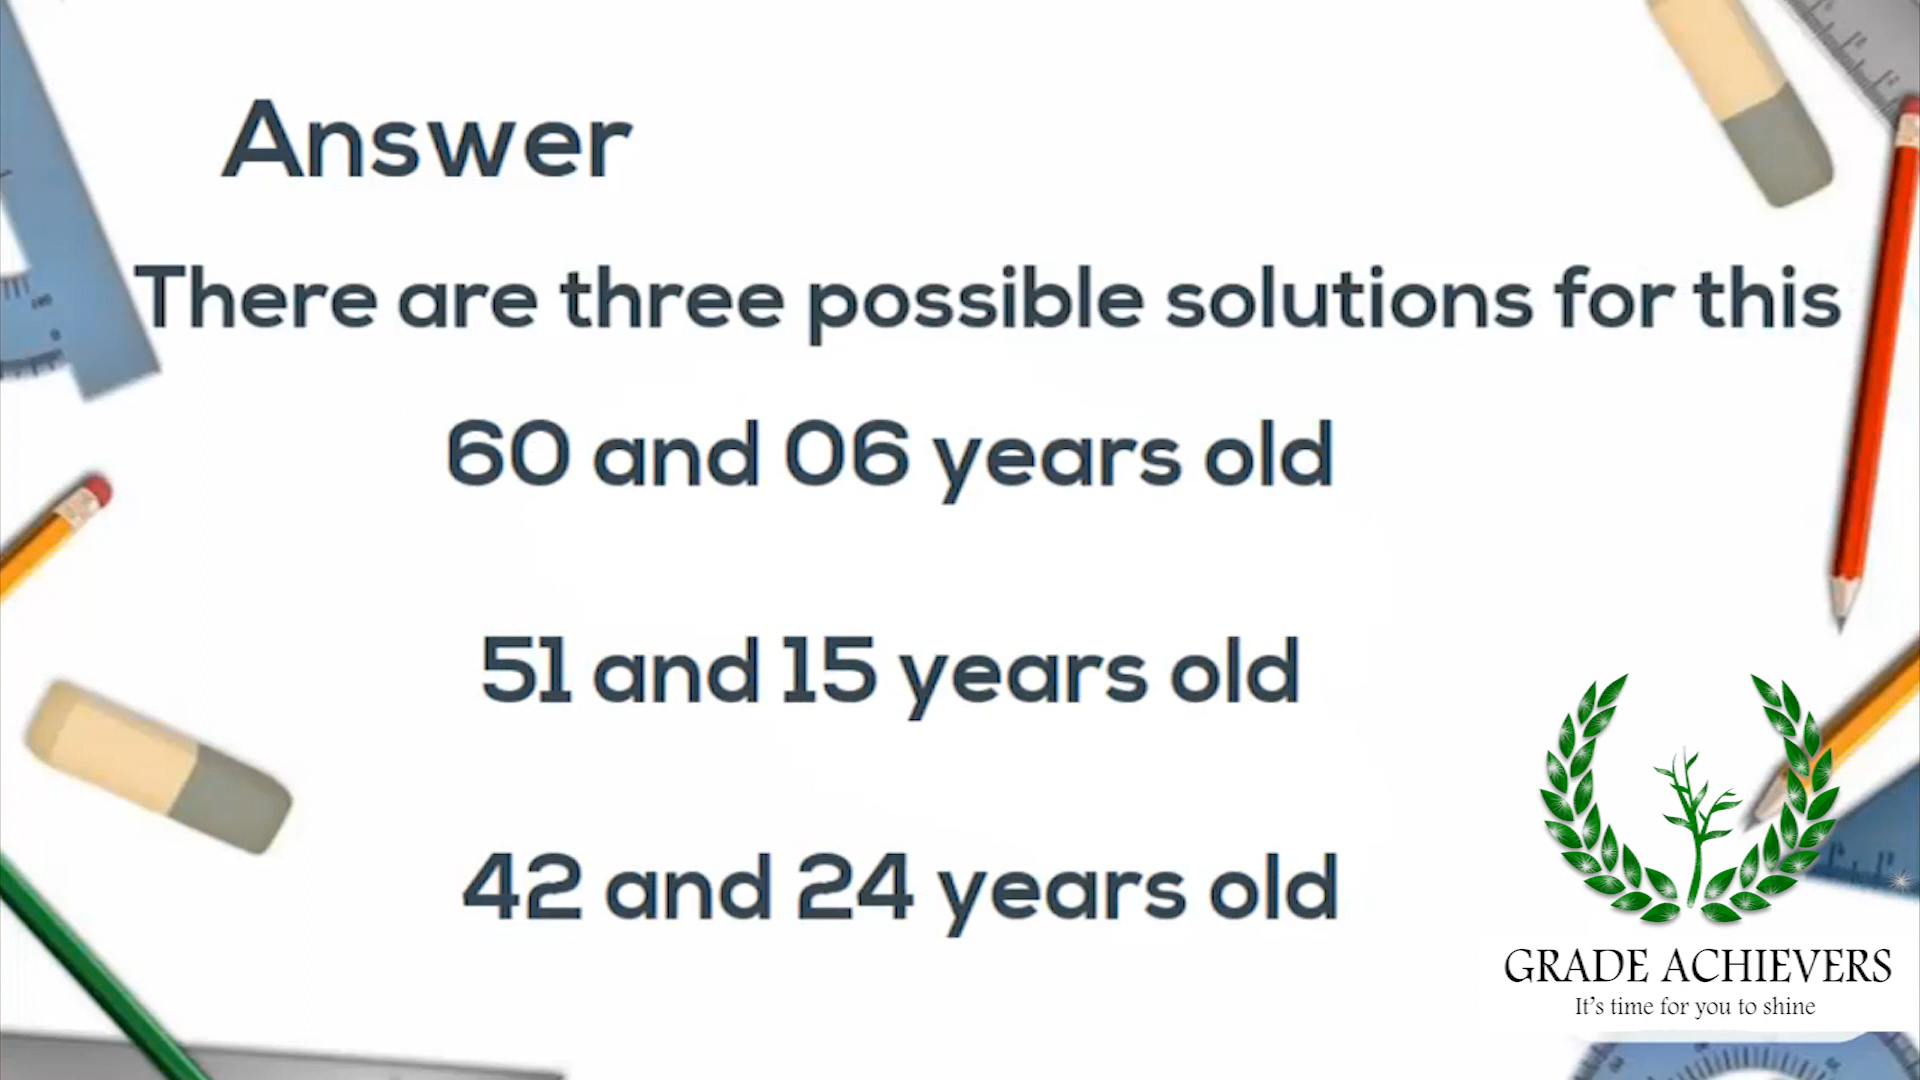 Answer
There are three possible solutions for this
60 and 06 years old
51 and 15 years old
42 and 24 years old
GRADE ACHIEVERS
It's time for you to shine